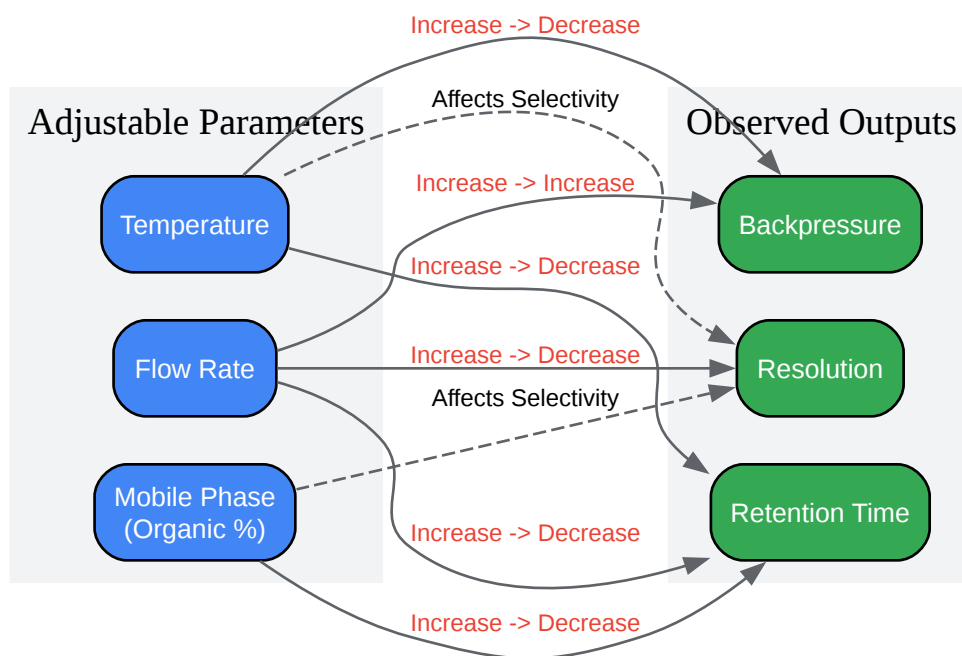 Increase -> Decrease
Affects Selectivity
Adjustable Parameters
Observed Outputs
Increase -> Increase
Temperature
Backpressure
Increase -> Decrease
Increase -> Decrease
Flow Rate
Resolution
Affects Selectivity
Mobile Phase
(Organic %)
Retention Time
Increase -> Decrease
Increase -> Decrease